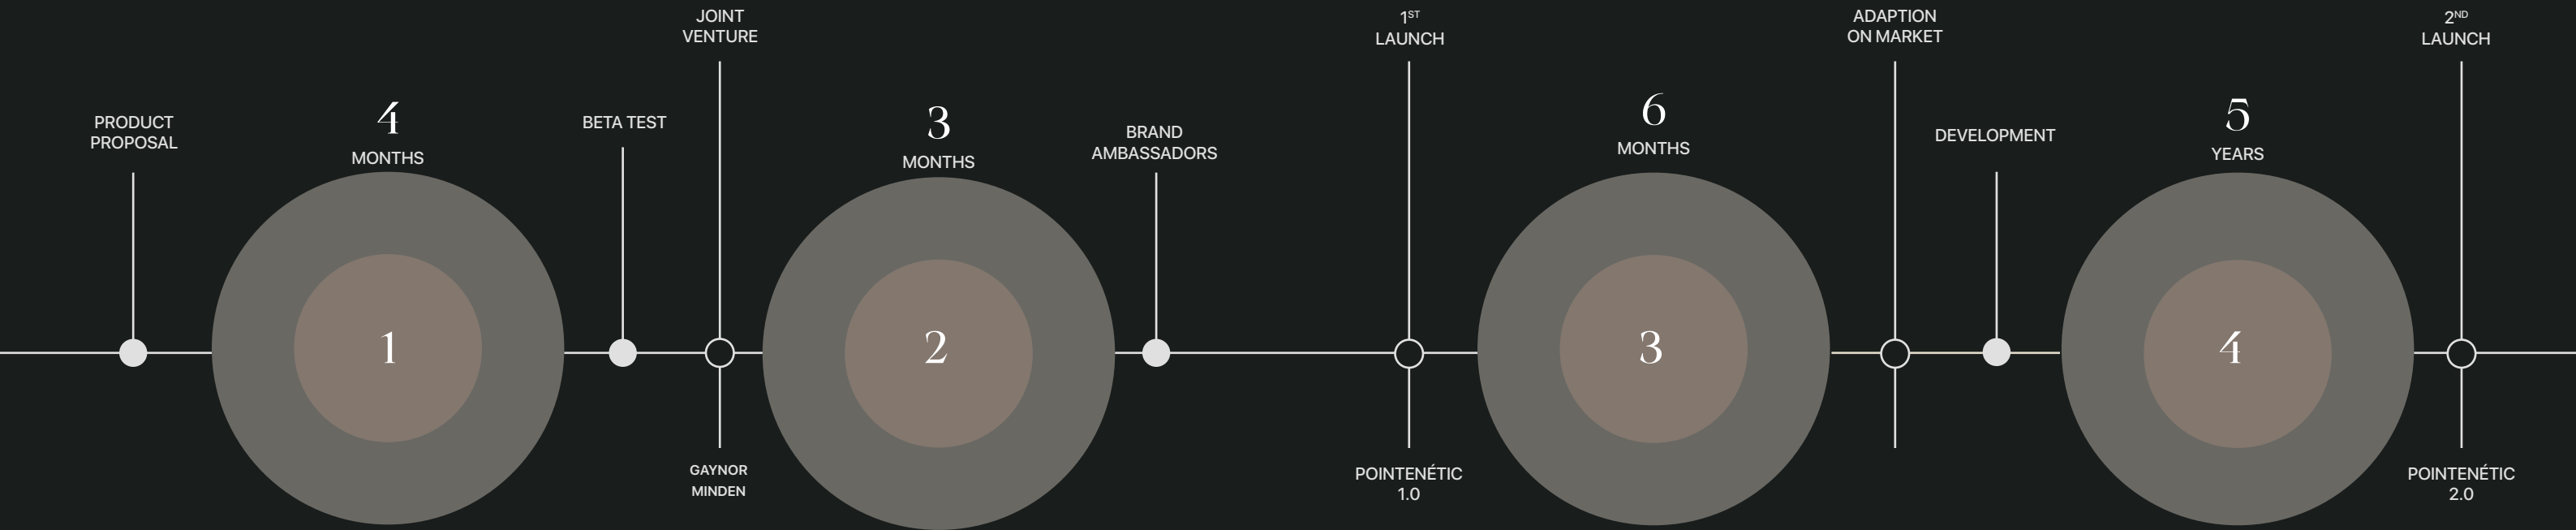 PRODUCT
PROPOSAL
4
MONTHS
1
BETA TEST
JOINT
VENTURE
GAYNOR
MINDEN
3
MONTHS
2
BRAND
AMBASSADORS
1ST
LAUNCH
POINTENÉTIC
1.0
6
MONTHS
3
ADAPTION
ON MARKET
DEVELOPMENT
5
YEARS
4
2ND
LAUNCH
POINTENÉTIC
2.0